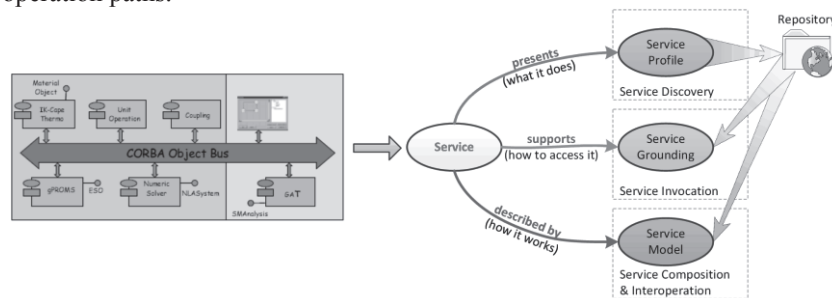 operation paths.
Material
Object
IK-Cape
Thermo
Unit
Operation
Coupling
CORBA Object Bus
gPROMS
ESO
Numeric
Solver
NLASystem
SAT
SMAnalysis
Service
presents
(what it does)
supports
(how to access it)
described by
(how it works)
Service
Profile
Service Discovery
Service
Grounding
Service Invocation
Service
Model
Service Composition
& Interoperation
Repository